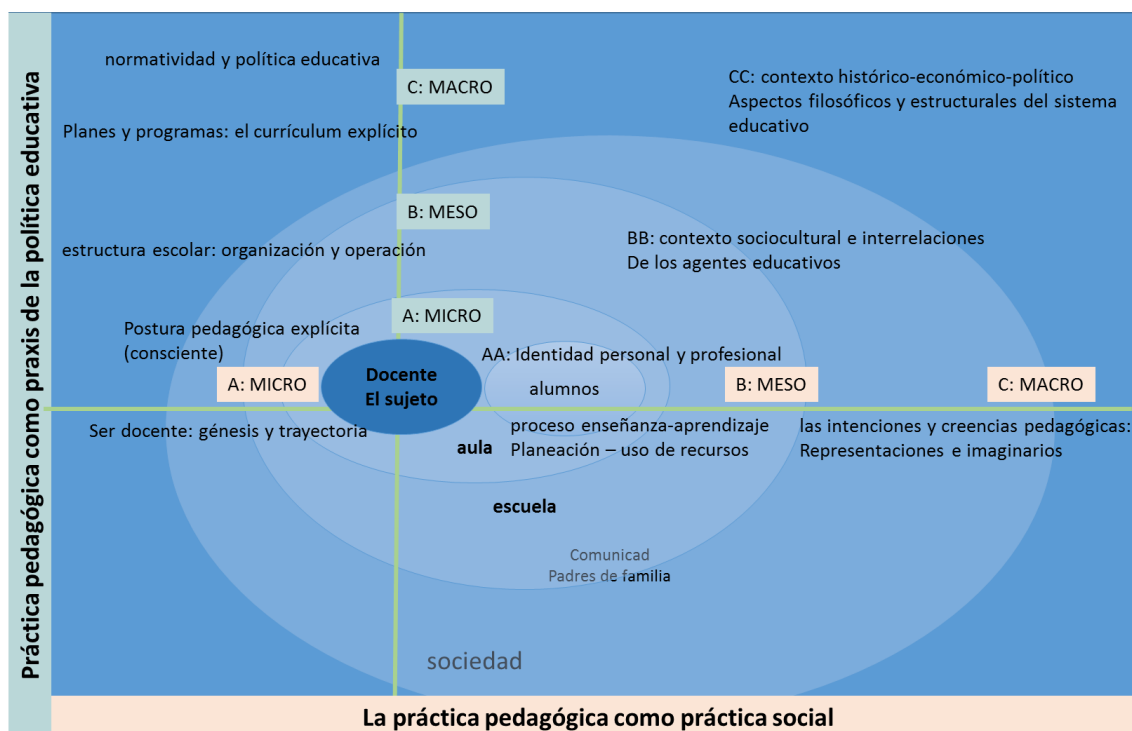 Práctica pedagógica como praxis de la política educativa
normatividad y política educativa
C: MACRO
CC: contexto histórico-económico-político
Aspectos filosóficos y estructurales del sistema
educativo
Planes y programas: el currículum explícito
B: MESO
estructura escolar: organización y operación
BB: contexto sociocultural e interrelaciones
De los agentes educativos
A: MICRO
Postura pedagógica explícita
(consciente)
AA: Identidad personal y profesional
alumnos
A: MICRO
Docente
El sujeto
B: MESO
C: MACRO
Ser docente: génesis y trayectoria
aula
proceso enseñanza-aprendizaje
Planeación – uso de recursos
las intenciones y creencias pedagógicas:
Representaciones e imaginarios
escuela
Comunicad
Padres de familia
sociedad
La práctica pedagógica como práctica social